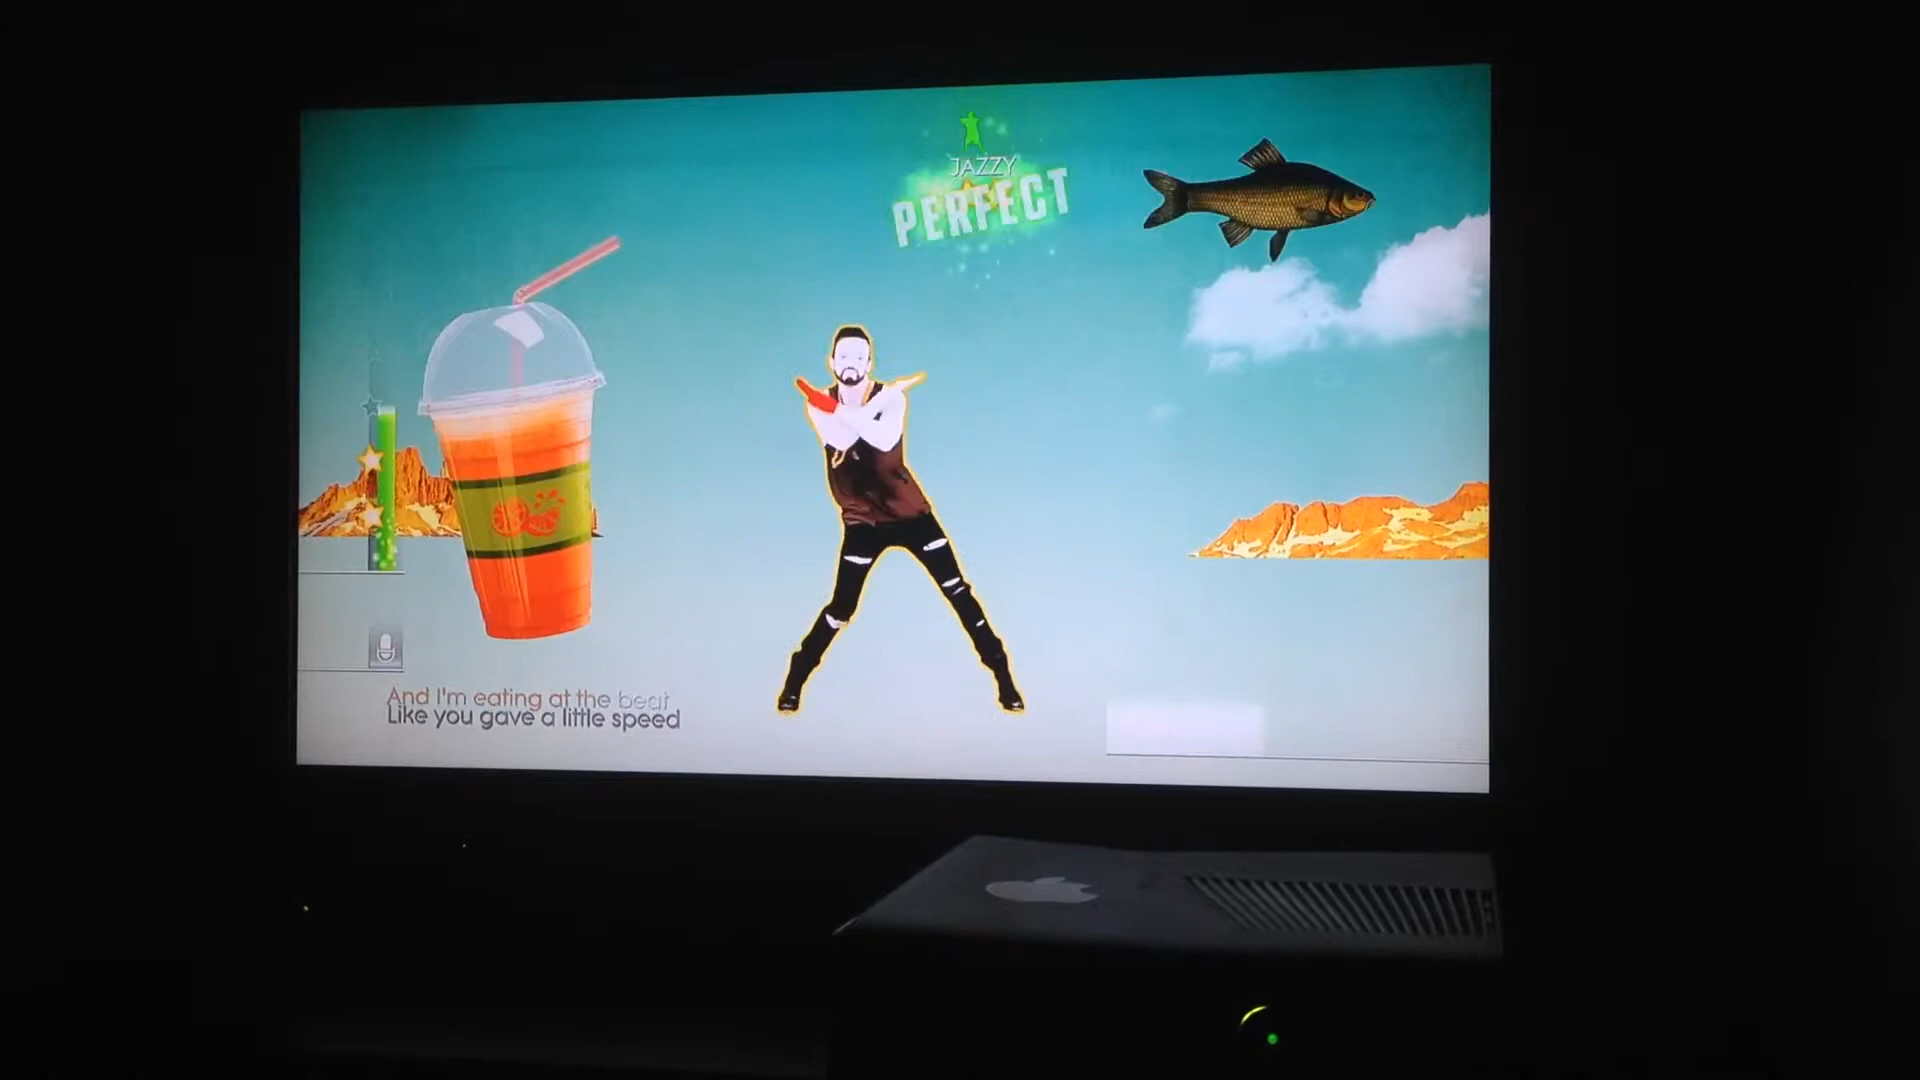 JAZZY
PERFECT
And I'm eating at the beat
Like you gave a little speed